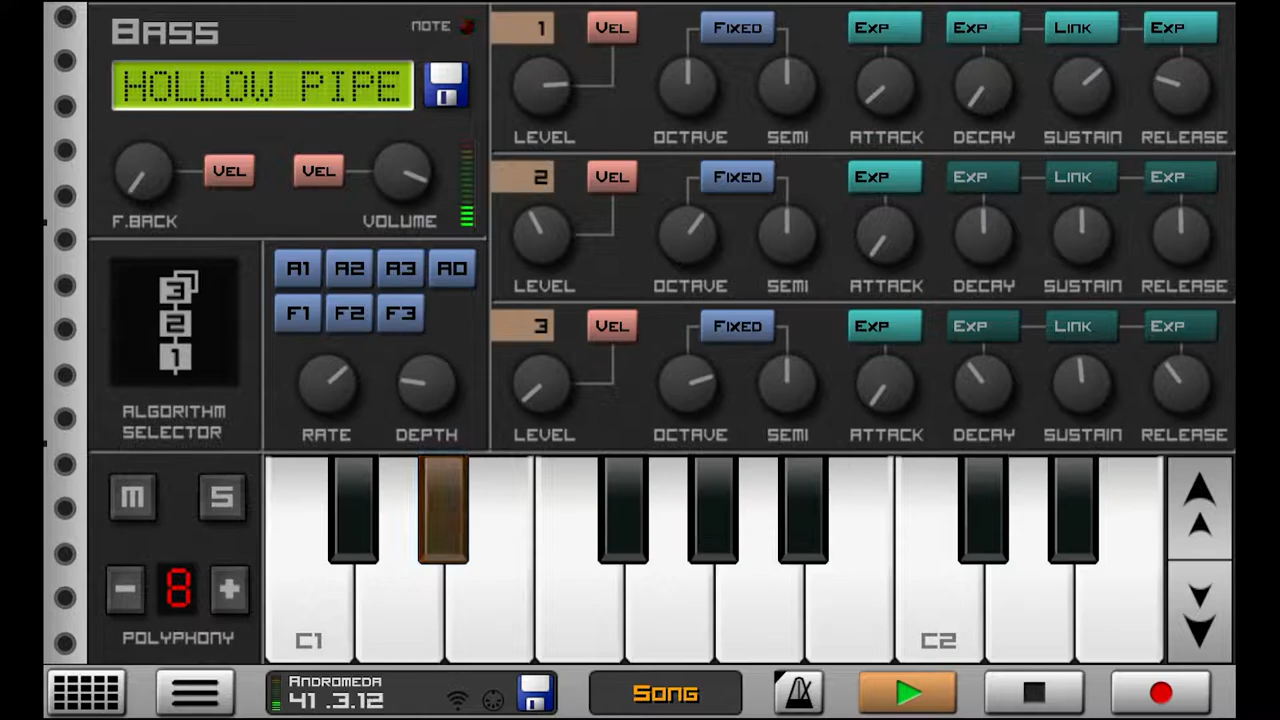 BASS
NOTE
HOLLOW PIPE
VEL VEL
F.BACK VOLUME
3
2
1
ALGORITHM
SELECTOR
A1 A2 A3 AO
F1 F2 F3
RATE DEPTH
1 VEL FIXED EXP EXP LINK EXP
LEVEL OCTAVE SEMI ATTACK DECAY SUSTAIN RELEASE
2 VEL FIXED EXP EXP LINK EXP
LEVEL OCTAVE SEMI ATTACK DECAY SUSTAIN RELEASE
3 VEL FIXED EXP EXP LINK EXP
LEVEL OCTAVE SEMI ATTACK DECAY SUSTAIN RELEASE
M S
- 8 +
POLYPHONY
C1 C2
ANDROMEDA
41 .3.12
SONG